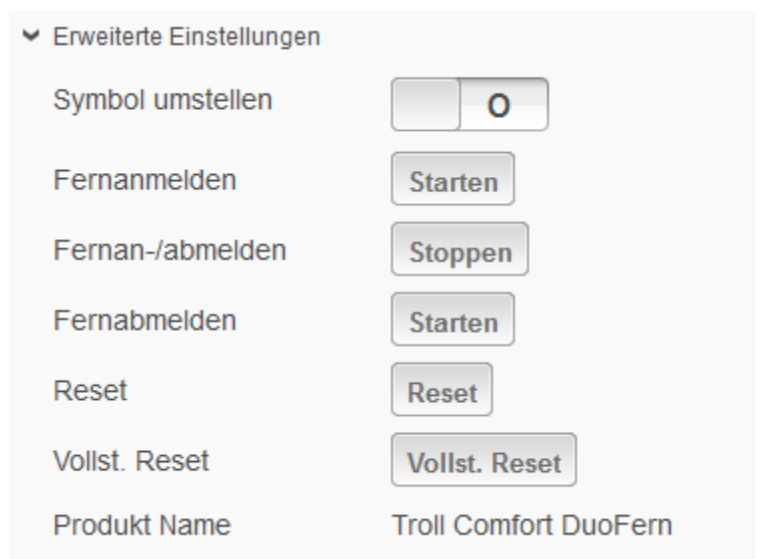 Erweiterte Einstellungen
Symbol umstellen O
Fernanmelden Starten
Fernan-/abmelden Stoppen
Fernabmelden Starten
Reset Reset
Vollst. Reset Vollst. Reset
Produkt Name Troll Comfort DuoFern